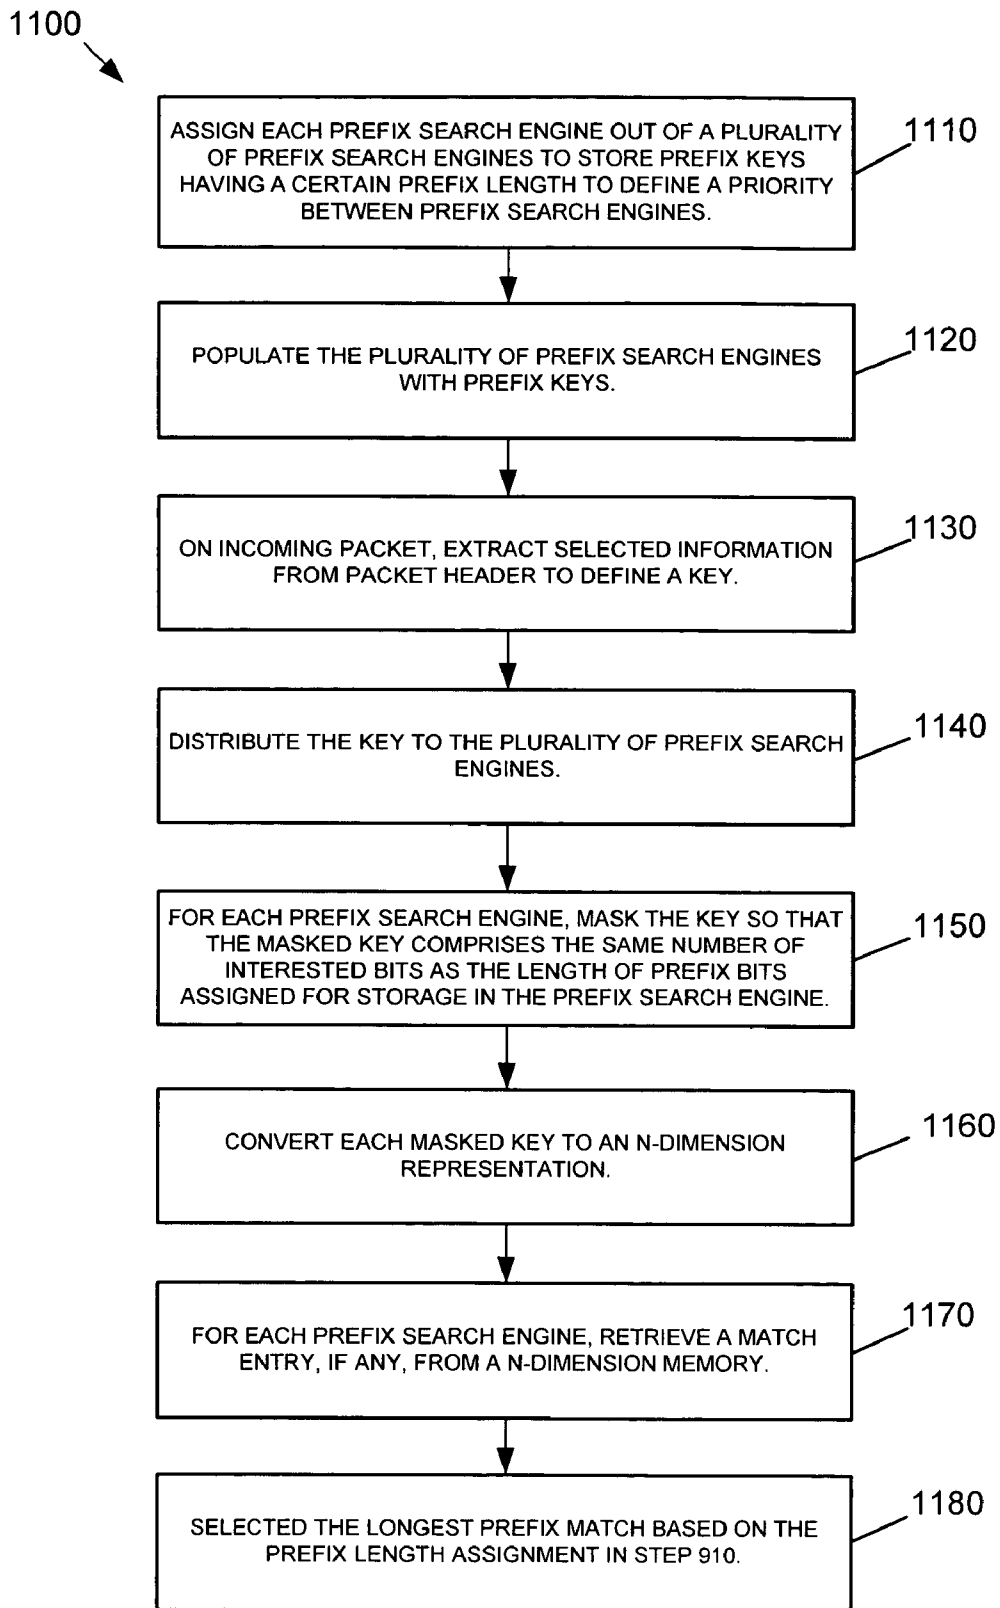 1100
ASSIGN EACH PREFIX SEARCH ENGINE OUT OF A PLURALITY
OF PREFIX SEARCH ENGINES TO STORE PREFIX KEYS
HAVING A CERTAIN PREFIX LENGTH TO DEFINE A PRIORITY
BETWEEN PREFIX SEARCH ENGINES.
1110
POPULATE THE PLURALITY OF PREFIX SEARCH ENGINES
WITH PREFIX KEYS.
1120
ON INCOMING PACKET, EXTRACT SELECTED INFORMATION
FROM PACKET HEADER TO DEFINE A KEY.
1130
DISTRIBUTE THE KEY TO THE PLURALITY OF PREFIX SEARCH
ENGINES.
1140
FOR EACH PREFIX SEARCH ENGINE, MASK THE KEY SO THAT
THE MASKED KEY COMPRISES THE SAME NUMBER OF
INTERESTED BITS AS THE LENGTH OF PREFIX BITS
ASSIGNED FOR STORAGE IN THE PREFIX SEARCH ENGINE.
1150
CONVERT EACH MASKED KEY TO AN N-DIMENSION
REPRESENTATION.
1160
FOR EACH PREFIX SEARCH ENGINE, RETRIEVE A MATCH
ENTRY, IF ANY, FROM A N-DIMENSION MEMORY.
1170
SELECTED THE LONGEST PREFIX MATCH BASED ON THE
PREFIX LENGTH ASSIGNMENT IN STEP 910.
1180